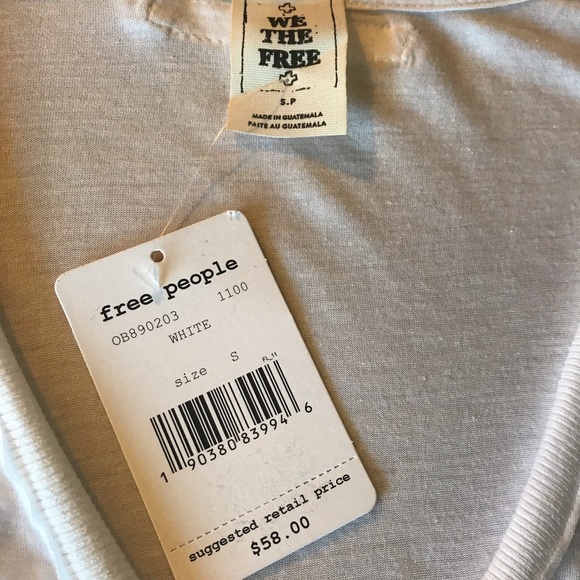 WE
THE
FREE
S.P
MADE IN GUATEMALA
FAITE AU GUATEMALA
free people
OB890203 1100
WHITE
size S
FL_11
1 90380 83994 6
suggested retail price
$58.00